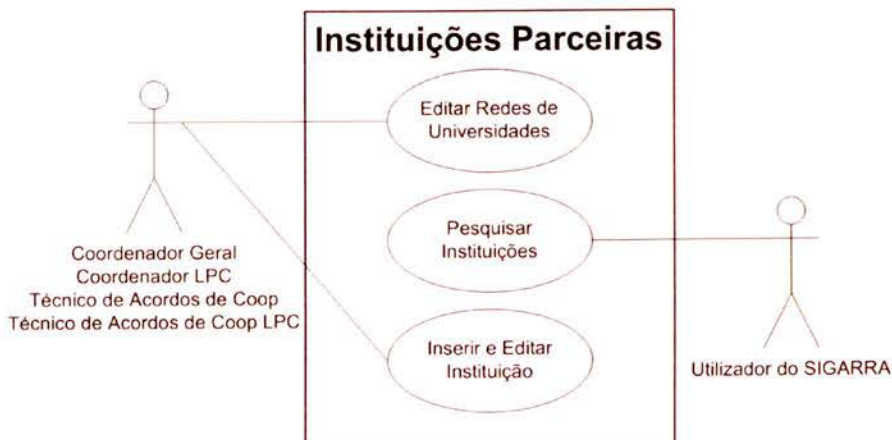 Instituições Parceiras
Editar Redes de
Universidades
Pesquisar
Instituições
Inserir e Editar
Instituição
Coordenador Geral
Coordenador LPC
Técnico de Acordos de Coop
Técnico de Acordos de Coop LPC
Utilizador do SIGARRA